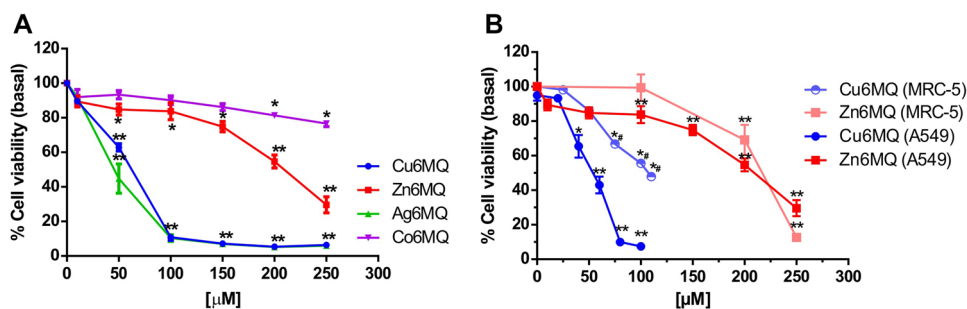 A
% Cell viability (basal)
120
100
80
60
40
20
0
0 50 100 150 200 250 300
[µM]
* ** ** * * ** * ** * ** ** ** ** **
Cu6MQ
Zn6MQ
Ag6MQ
Co6MQ
B
% Cell viability (basal)
120
100
80
60
40
20
0
0 50 100 150 200 250 300
[µM]
* ** ** ** *# *# *# ** ** ** ** **
Cu6MQ (MRC-5)
Zn6MQ (MRC-5)
Cu6MQ (A549)
Zn6MQ (A549)